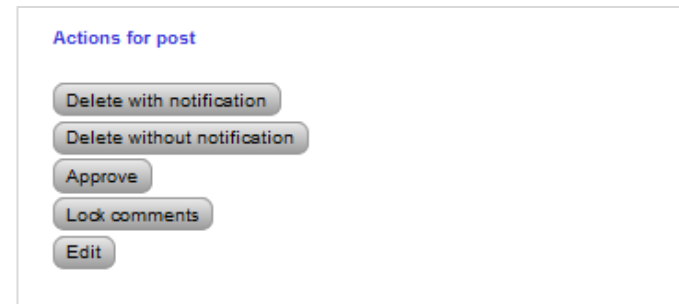 Actions for post
Delete with notification
Delete without notification
Approve
Lock comments
Edit